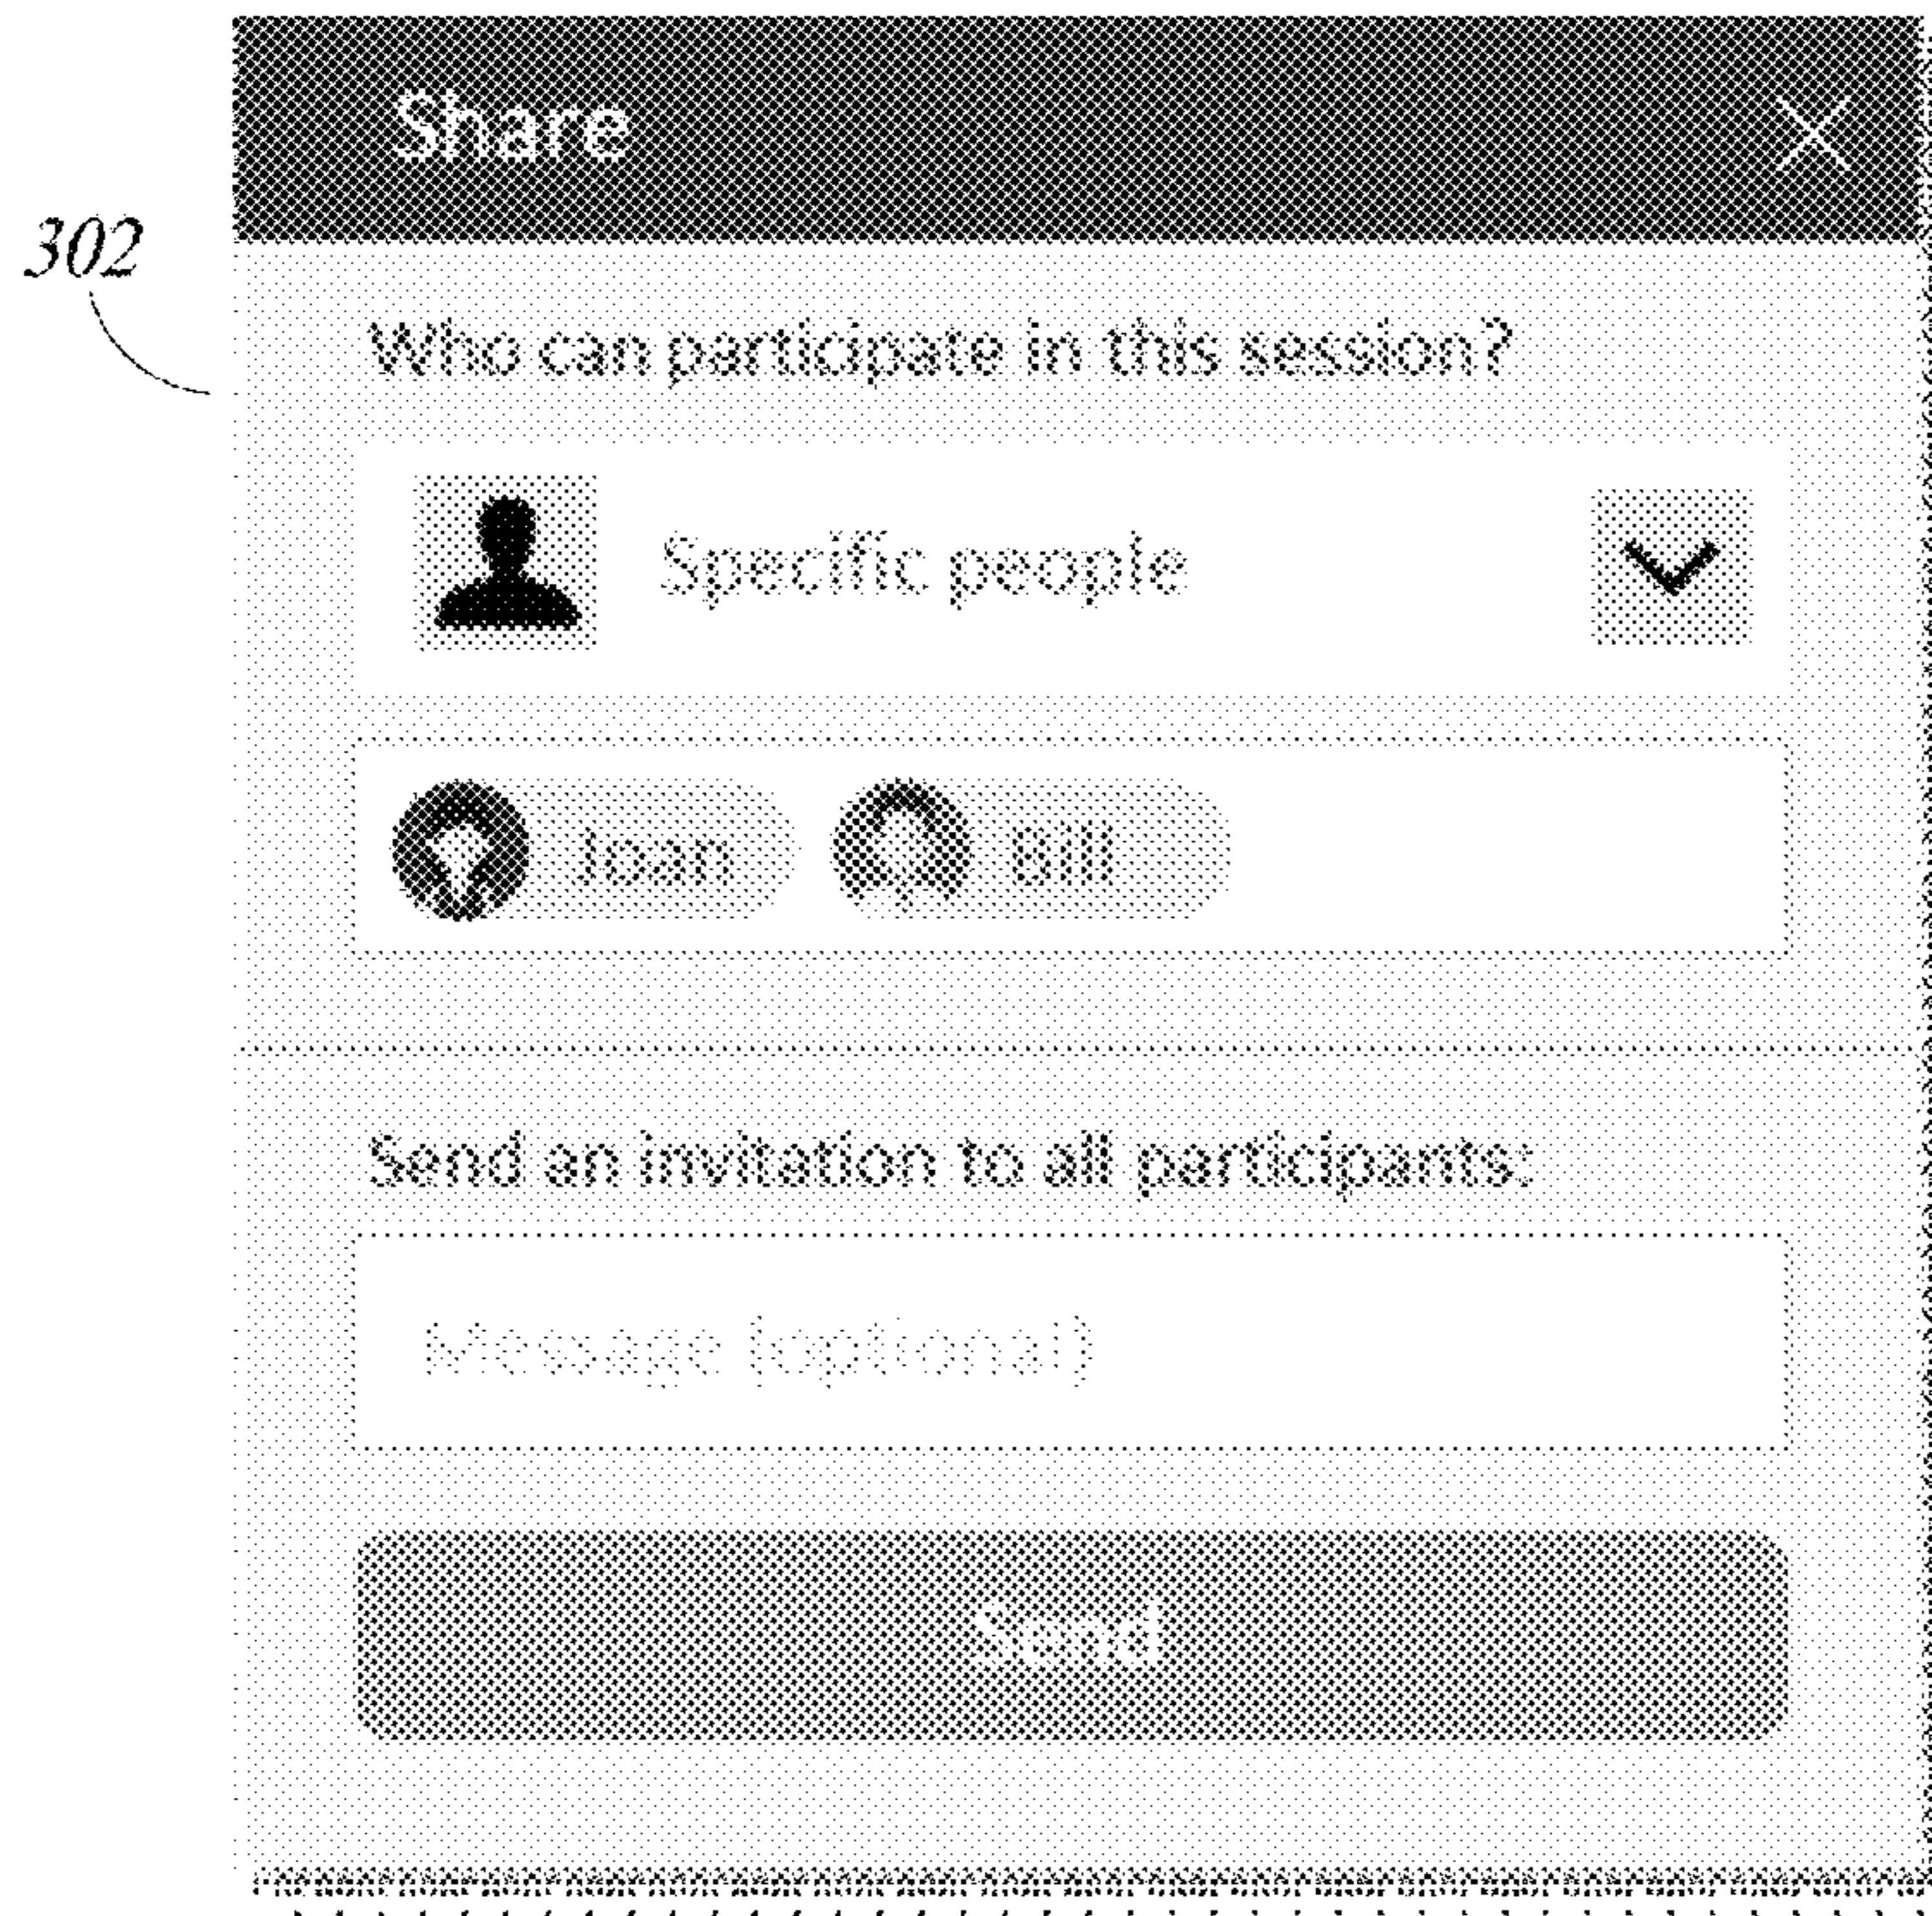 Share
302
Who can participate in this session?
Specific people
Joan Bill
Send an invitation to all participants:
Message (optional)
Send